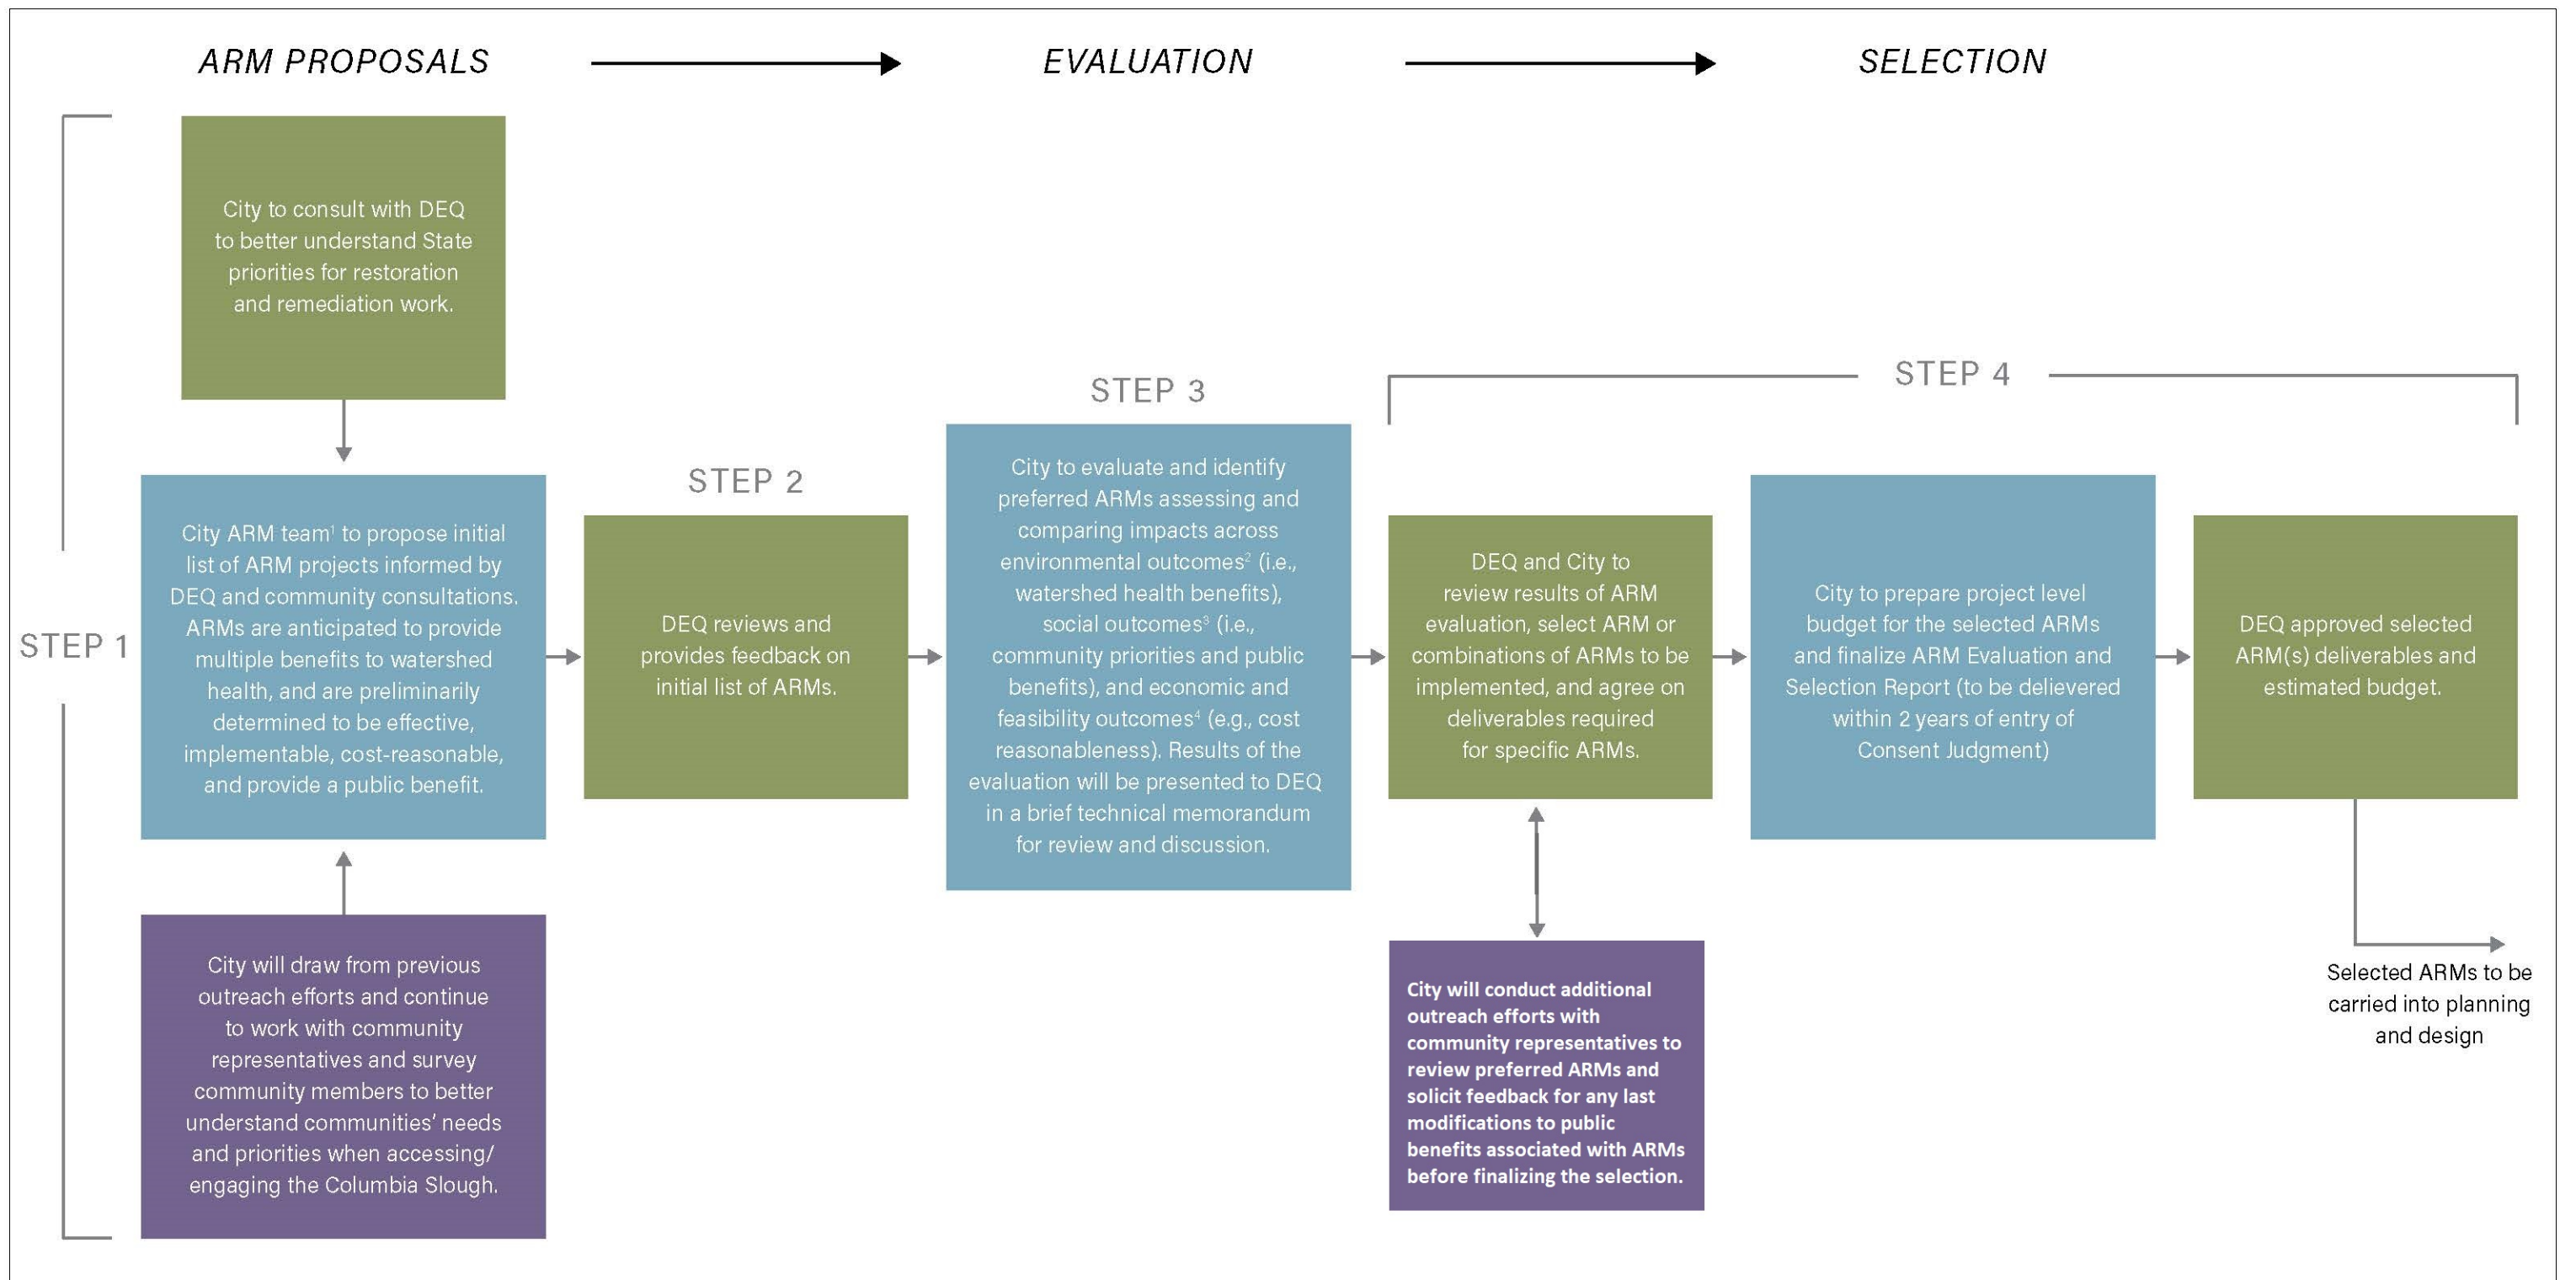 ARM PROPOSALS
EVALUATION
SELECTION
STEP 1
City to consult with DEQ
to better understand State
priorities for restoration
and remediation work.
City ARM team¹ to propose initial
list of ARM projects informed by
DEQ and community consultations.
ARMs are anticipated to provide
multiple benefits to watershed
health, and are preliminarily
determined to be effective,
implementable, cost-reasonable,
and provide a public benefit.
City will draw from previous
outreach efforts and continue
to work with community
representatives and survey
community members to better
understand communities' needs
and priorities when accessing/
engaging the Columbia Slough.
STEP 2
DEQ reviews and
provides feedback on
initial list of ARMs.
STEP 3
City to evaluate and identify
preferred ARMs assessing and
comparing impacts across
environmental outcomes² (i.e.,
watershed health benefits),
social outcomes³ (i.e.,
community priorities and public
benefits), and economic and
feasibility outcomes⁴ (e.g., cost
reasonableness). Results of the
evaluation will be presented to DEQ
in a brief technical memorandum
for review and discussion.
STEP 4
DEQ and City to
review results of ARM
evaluation, select ARM or
combinations of ARMs to be
implemented, and agree on
deliverables required
for specific ARMs.
City will conduct additional
outreach efforts with
community representatives to
review preferred ARMs and
solicit feedback for any last
modifications to public
benefits associated with ARMs
before finalizing the selection.
City to prepare project level
budget for the selected ARMs
and finalize ARM Evaluation and
Selection Report (to be delievered
within 2 years of entry of
Consent Judgment)
DEQ approved selected
ARM(s) deliverables and
estimated budget.
Selected ARMs to be
carried into planning
and design